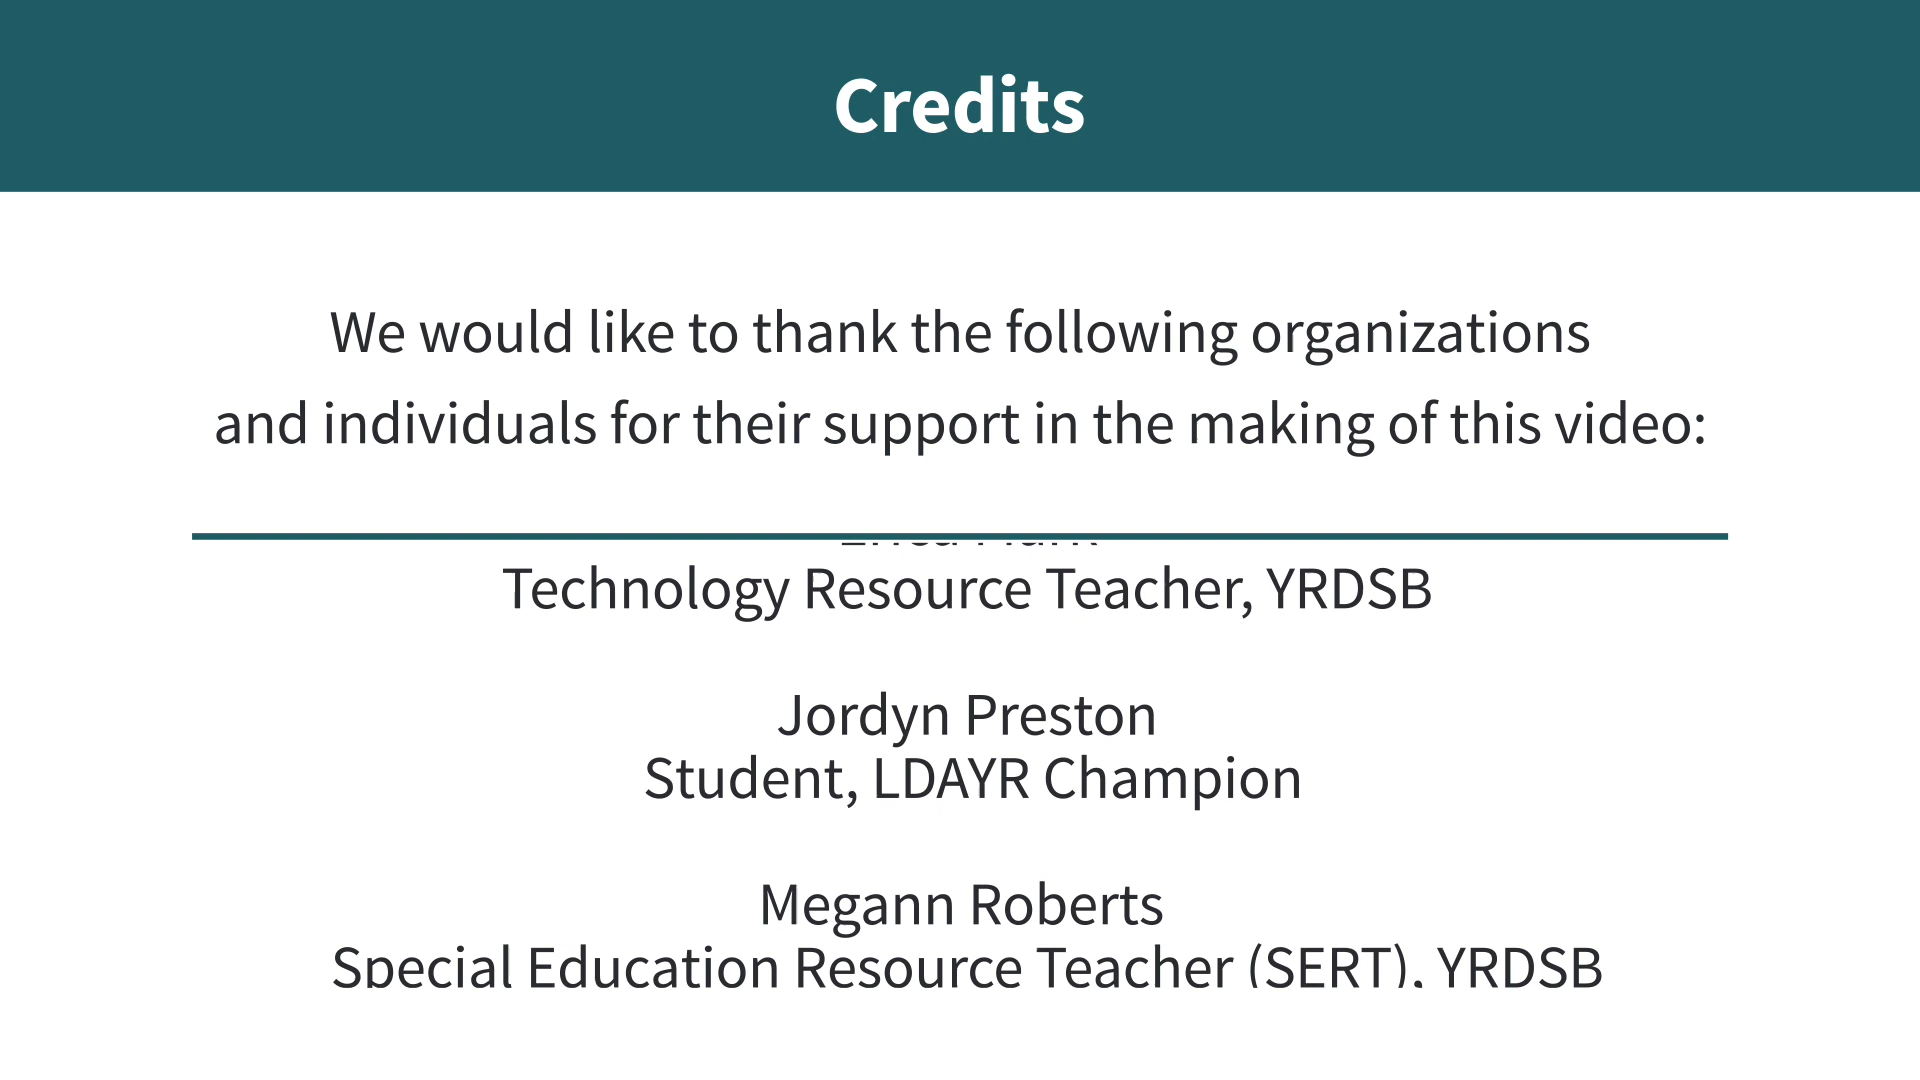 Credits
We would like to thank the following organizations
and individuals for their support in the making of this video:
Technology Resource Teacher, YRDSB
Jordyn Preston
Student, LDAYR Champion
Megann Roberts
Special Education Resource Teacher (SERT), YRDSB